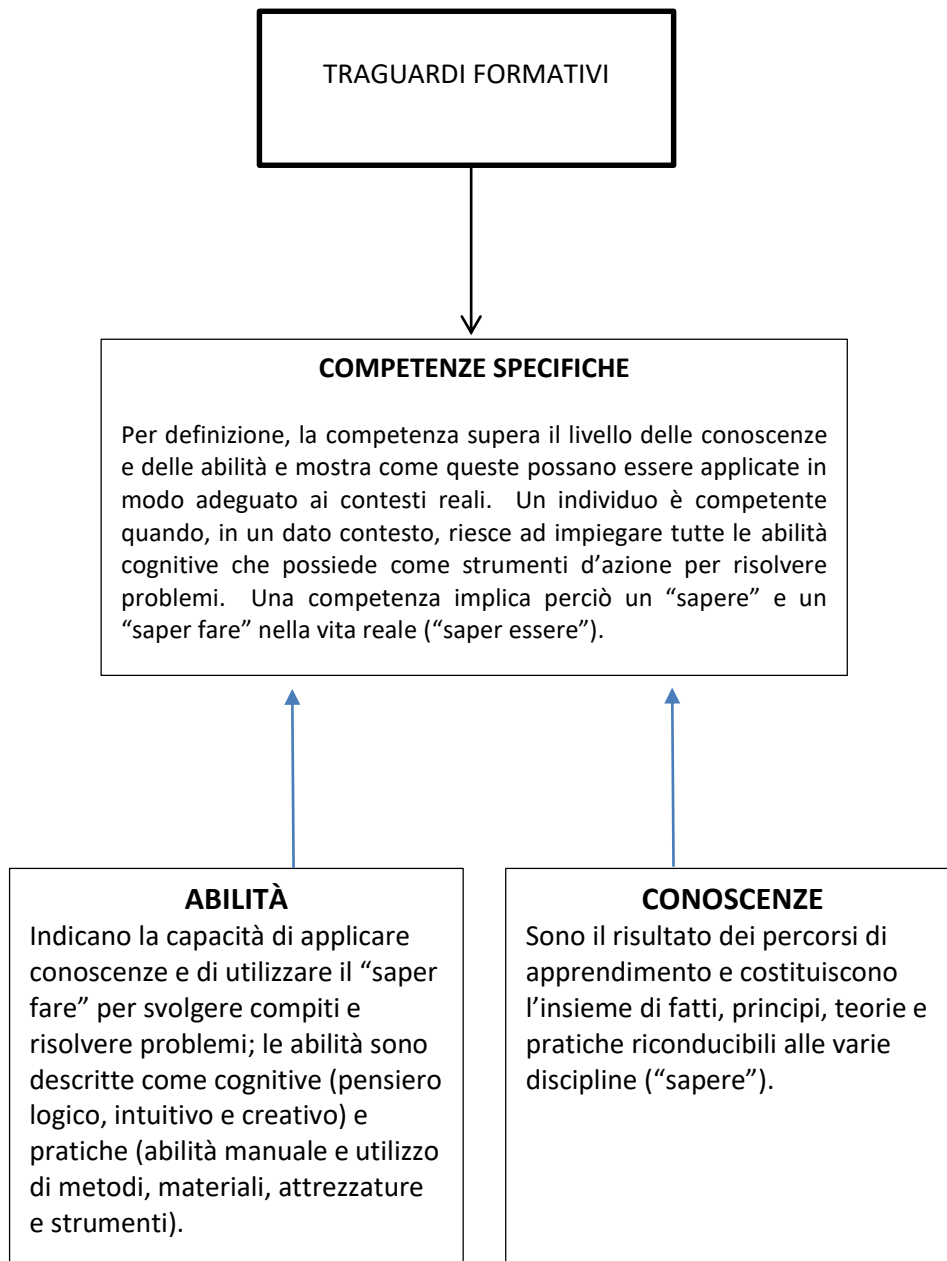 TRAGUARDI FORMATIVI
COMPETENZE SPECIFICHE
Per definizione, la competenza supera il livello delle conoscenze
e delle abilità e mostra come queste possano essere applicate in
modo adeguato ai contesti reali. Un individuo è competente
quando, in un dato contesto, riesce ad impiegare tutte le abilità
cognitive che possiede come strumenti d’azione per risolvere
problemi. Una competenza implica perciò un “sapere” e un
“saper fare” nella vita reale (“saper essere”).
ABILITÀ
Indicano la capacità di applicare
conoscenze e di utilizzare il “saper
fare” per svolgere compiti e
risolvere problemi; le abilità sono
descritte come cognitive (pensiero
logico, intuitivo e creativo) e
pratiche (abilità manuale e utilizzo
di metodi, materiali, attrezzature
e strumenti).
CONOSCENZE
Sono il risultato dei percorsi di
apprendimento e costituiscono
l’insieme di fatti, principi, teorie e
pratiche riconducibili alle varie
discipline (“sapere”).